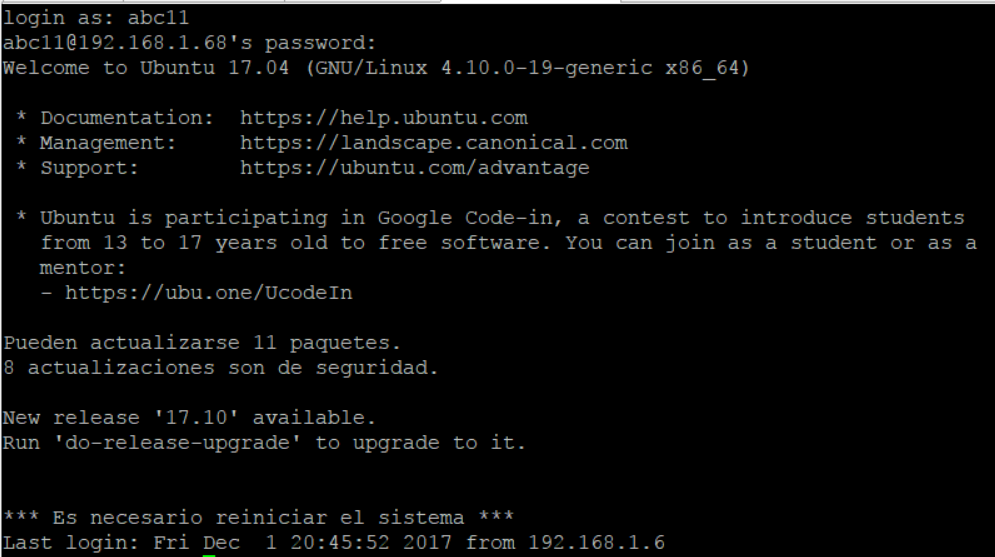 login as: abc11
abc11@192.168.1.68's password:
Welcome to Ubuntu 17.04 (GNU/Linux 4.10.0-19-generic x86_64)
* Documentation:  https://help.ubuntu.com
* Management:     https://landscape.canonical.com
* Support:        https://ubuntu.com/advantage
* Ubuntu is participating in Google Code-in, a contest to introduce students
from 13 to 17 years old to free software. You can join as a student or as a
mentor:
- https://ubu.one/UcodeIn
Pueden actualizarse 11 paquetes.
8 actualizaciones son de seguridad.
New release '17.10' available.
Run 'do-release-upgrade' to upgrade to it.
*** Es necesario reiniciar el sistema ***
Last login: Fri Dec  1 20:45:52 2017 from 192.168.1.6